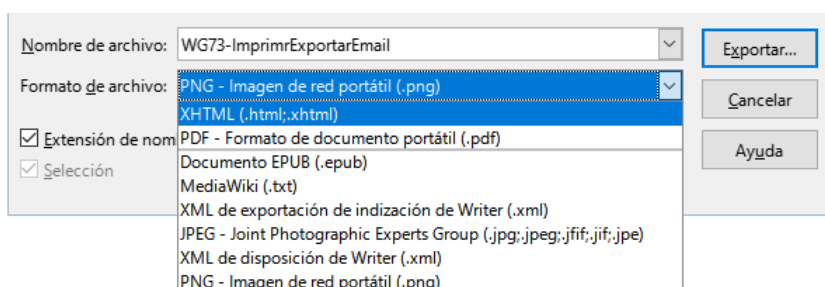 Nombre de archivo: WG73-ImprimrExportarEmail
Exportar...
Formato de archivo: PNG - Imagen de red portátil (.png)
Cancelar
XHTML (.html;.xhtml)
Extensión de nom
PDF - Formato de documento portátil (.pdf)
Ayuda
Documento EPUB (.epub)
Selección
MediaWiki (.txt)
XML de exportación de indización de Writer (.xml)
JPEG - Joint Photographic Experts Group (.jpg;.jpeg;.jfif;.jif;.jpe)
XML de disposición de Writer (.xml)
PNG - Imagen de red portátil (.png)